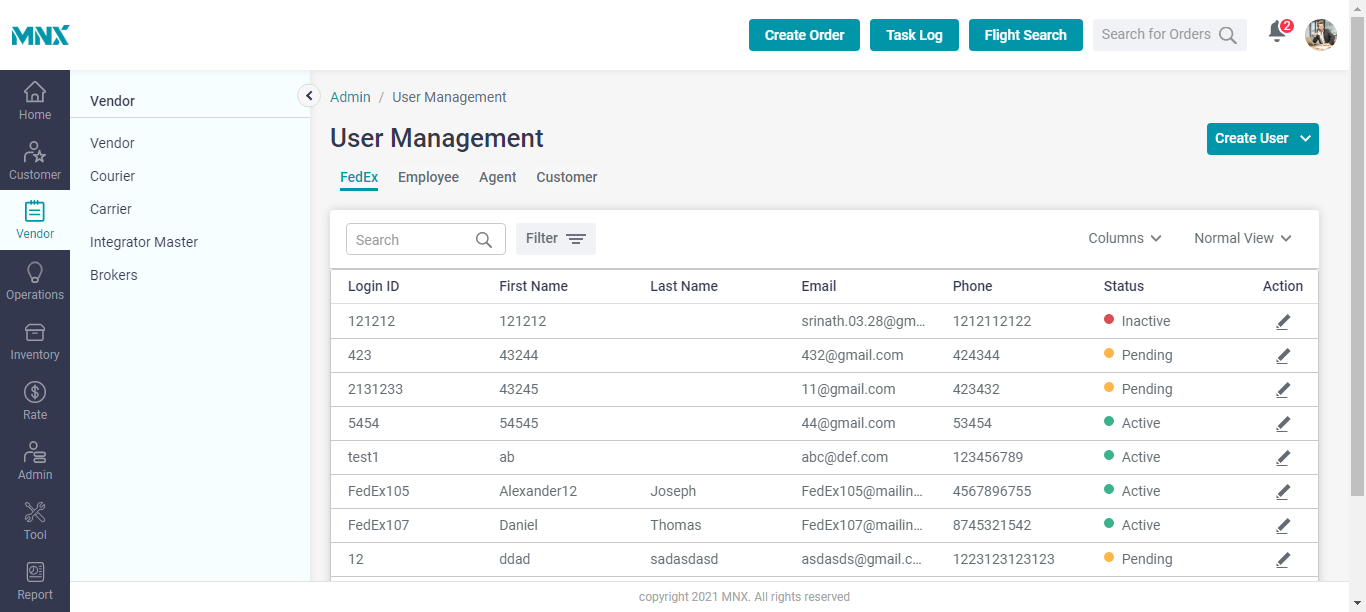 MNX
Create Order
Task Log
Flight Search
Search for Orders
2
Home
Customer
Vendor
Operations
Inventory
Rate
Admin
Tool
Report
Vendor
Vendor
Courier
Carrier
Integrator Master
Brokers
Admin / User Management
User Management
Create User
FedEx Employee Agent Customer
Search Filter Columns Normal View
Login ID First Name Last Name Email Phone Status Action
121212 121212 srinath.03.28@gm... 1212112122 Inactive
423 43244 432@gmail.com 424344 Pending
2131233 43245 11@gmail.com 423432 Pending
5454 54545 44@gmail.com 53454 Active
test1 ab abc@def.com 123456789 Active
FedEx105 Alexander12 Joseph FedEx105@mailin... 4567896755 Active
FedEx107 Daniel Thomas FedEx107@mailin... 8745321542 Active
12 ddad sadasdasd asdasds@gmail.c... 1223123123123 Pending
copyright 2021 MNX. All rights reserved